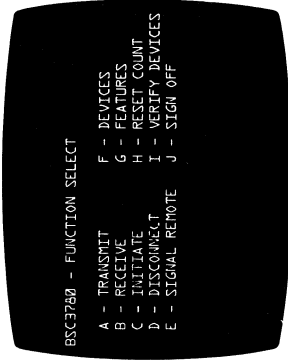 BSC3780 - FUNCTION SELECT
A - TRANSMIT F - DEVICES
B - RECEIVE G - FEATURES
C - INITIATE H - RESET COUNT
D - DISCONNECT I - VERIFY DEVICES
E - SIGNAL REMOTE J - SIGN OFF